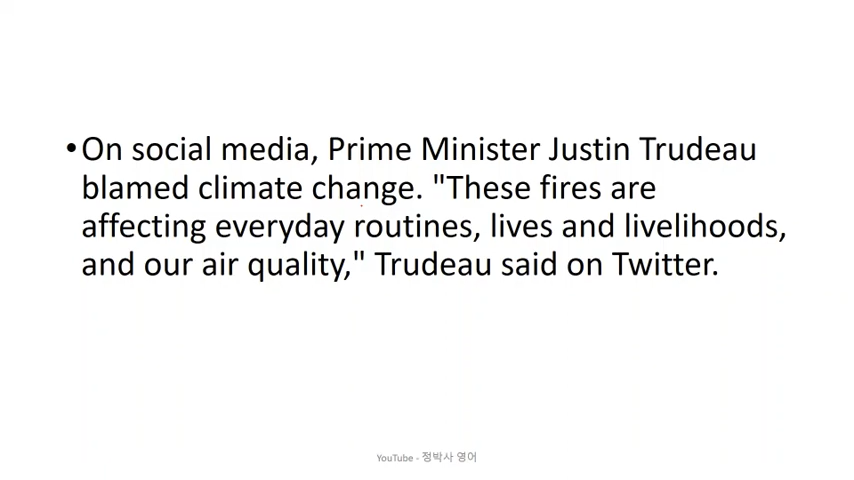 •On social media, Prime Minister Justin Trudeau
blamed climate change. "These fires are
affecting everyday routines, lives and livelihoods,
and our air quality," Trudeau said on Twitter.
YouTube - 정박사 영어